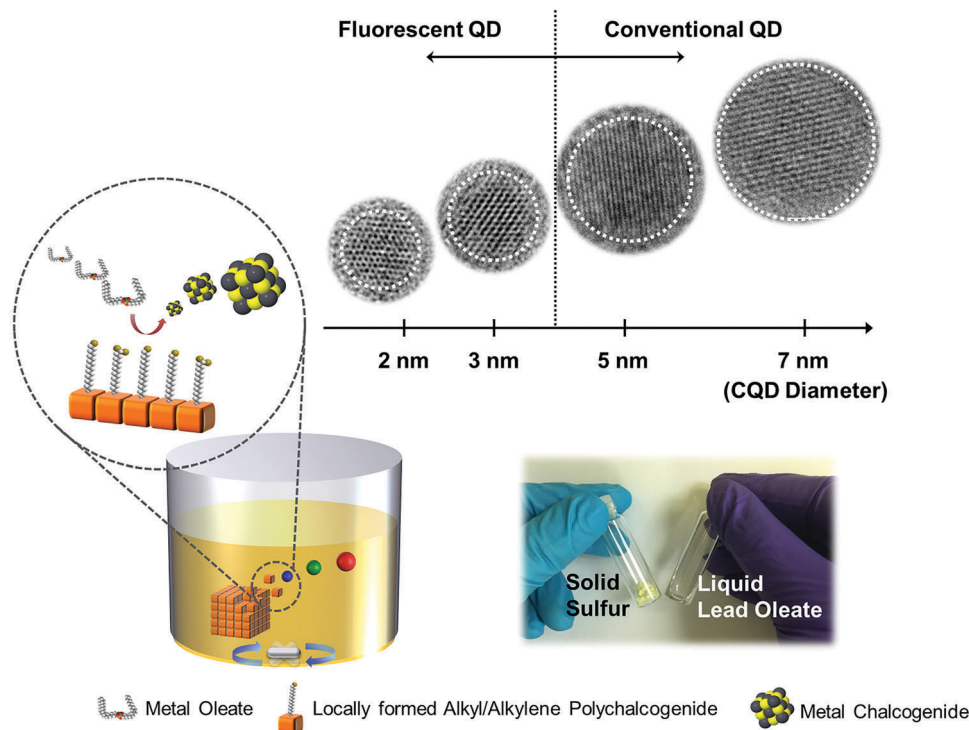 Fluorescent QD
Conventional QD
2 nm
3 nm
5 nm
7 nm
(CQD Diameter)
Solid
Sulfur
Liquid
Lead Oleate
Metal Oleate
Locally formed Alkyl/Alkylene Polychalcogenide
Metal Chalcogenide